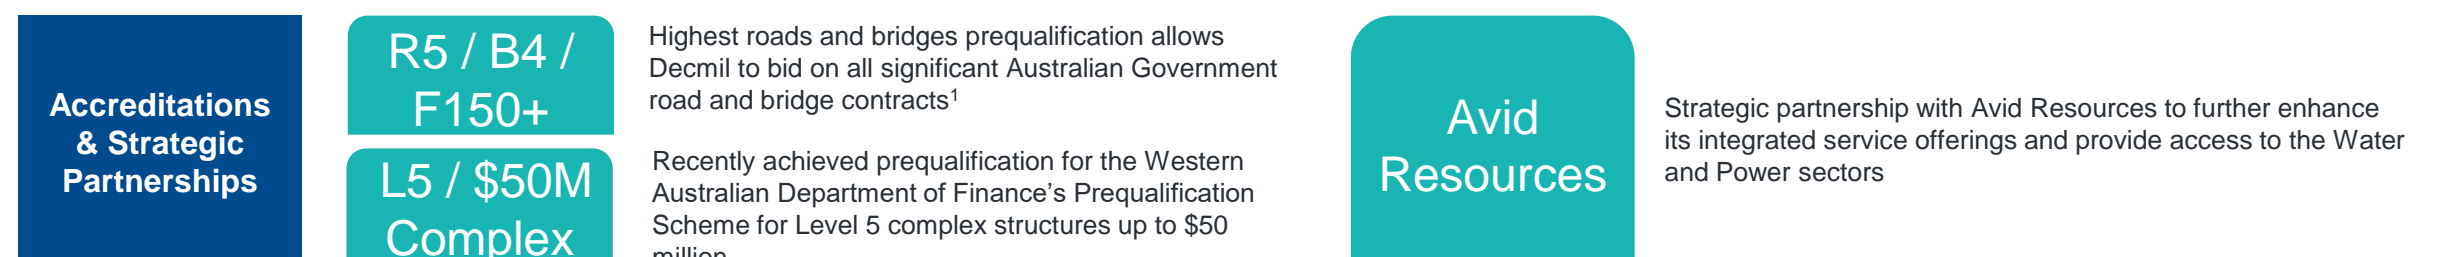 Accreditations
& Strategic
Partnerships
R5 / B4 /
F150+
Highest roads and bridges prequalification allows
Decmil to bid on all significant Australian Government
road and bridge contracts1
L5 / $50M
Complex
Recently achieved prequalification for the Western
Australian Department of Finance’s Prequalification
Scheme for Level 5 complex structures up to $50
million
Avid
Resources
Strategic partnership with Avid Resources to further enhance
its integrated service offerings and provide access to the Water
and Power sectors